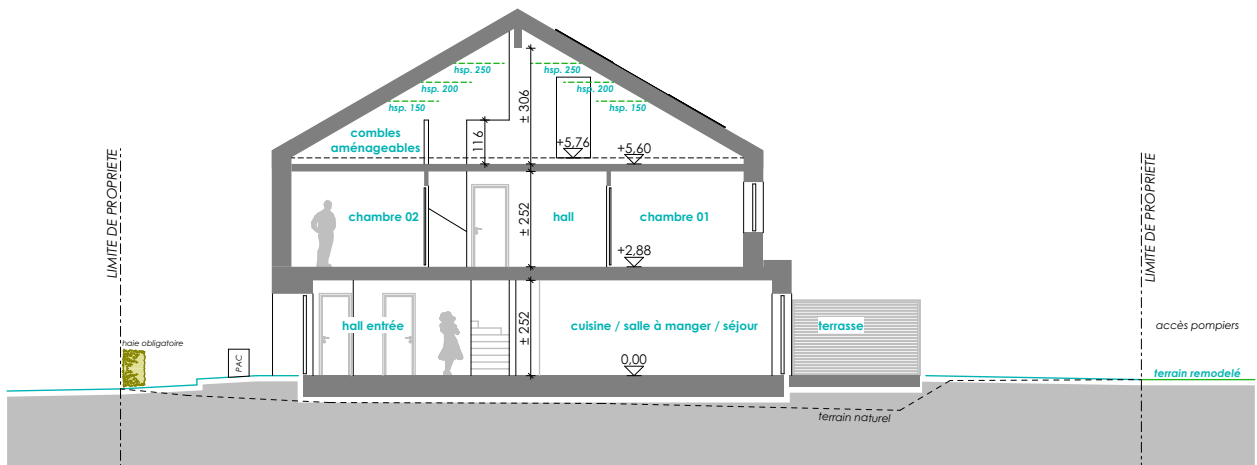 hsp. 250
hsp. 250
hsp. 200
hsp. 200
hsp. 150
hsp. 150
± 306
116
combles
aménageables
+5,76
+5,60
LIMITE DE PROPRIETE
LIMITE DE PROPRIETE
chambre 02
hall
chambre 01
± 252
+2,88
hall entrée
cuisine / salle à manger / séjour
terrasse
± 252
accès pompiers
haie obligatoire
PAC
0,00
terrain remodelé
terrain naturel